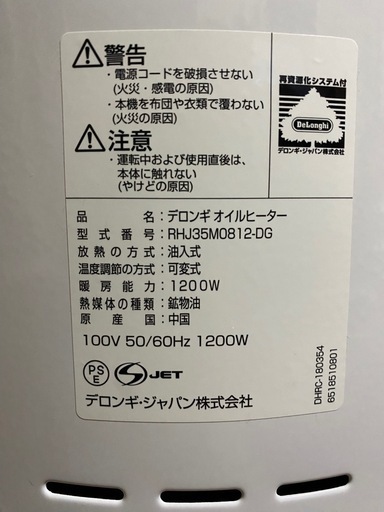 警告
・電源コードを破損させない
(火災・感電の原因)
・本機を布団や衣類で覆わない
(火災の原因)
注意
・運転中および使用直後は、
本体に触れない
(やけどの原因)
再資源化システム付
DeLonghi
デロンギ・ジャパン株式会社
品名:デロンギ オイルヒーター
型式番号:RHJ35M0812-DG
放熱の方式:油入式
温度調節の方式:可変式
暖房能力:1200W
熱媒体の種類:鉱物油
原産国:中国
100V 50/60Hz 1200W
PS
E
S JET
デロンギ・ジャパン株式会社
DHRC-180354
6518510801